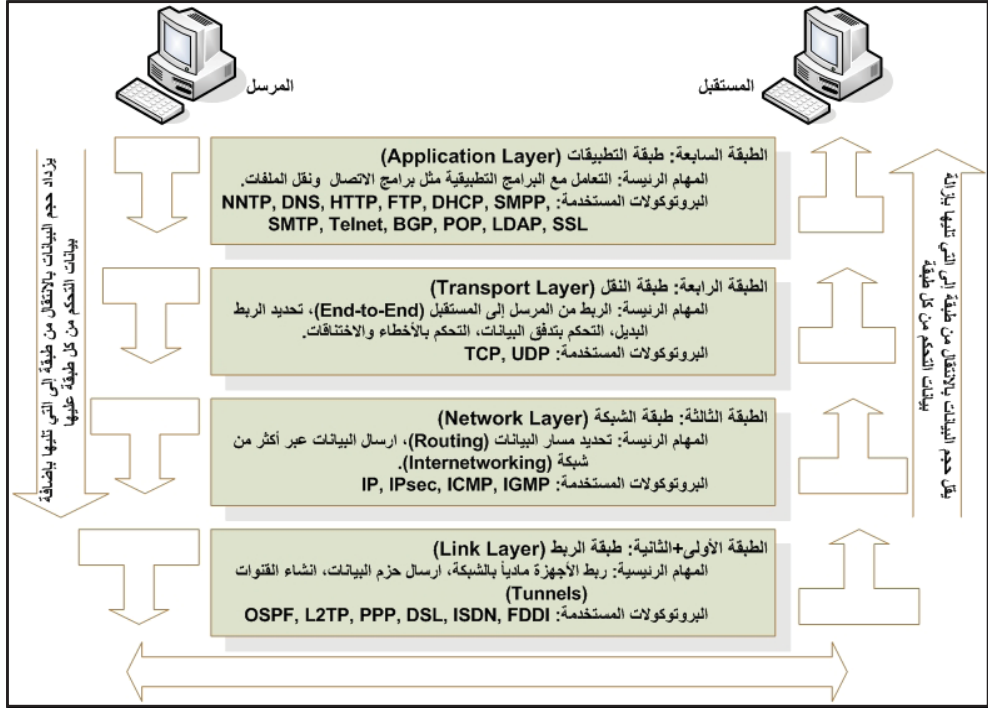 المرسل
المستقبل
الطبقة السابعة: طبقة التطبيقات (Application Layer)
المهام الرئيسة: التعامل مع البرامج التطبيقية مثل برامج الاتصال ونقل الملفات.
البروتوكولات المستخدمة: NNTP, DNS, HTTP, FTP, DHCP, SMPP,
SMTP, Telnet, BGP, POP, LDAP, SSL
الطبقة الرابعة: طبقة النقل (Transport Layer)
المهام الرئيسة: الربط من المرسل إلى المستقبل (End-to-End)، تحديد الربط
البديل، التحكم بتدفق البيانات، التحكم بالأخطاء والاختناقات.
البروتوكولات المستخدمة: TCP, UDP
الطبقة الثالثة: طبقة الشبكة (Network Layer)
المهام الرئيسة: تحديد مسار البيانات (Routing)، ارسال البيانات عبر أكثر من
شبكة (Internetworking).
البروتوكولات المستخدمة: IP, IPsec, ICMP, IGMP
الطبقة الأولى+الثانية: طبقة الربط (Link Layer)
المهام الرئيسية: ربط الأجهزة مادياً بالشبكة، ارسال حزم البيانات، انشاء القنوات
(Tunnels)
البروتوكولات المستخدمة: OSPF, L2TP, PPP, DSL, ISDN, FDDI
يزداد حجم البيانات بالانتقال من طبقة إلى التي تليها بإضافة
بيانات التحكم من كل طبقة عليها
يقل حجم البيانات بالانتقال من طبقة إلى التي تليها بإزالة
بيانات التحكم من كل طبقة